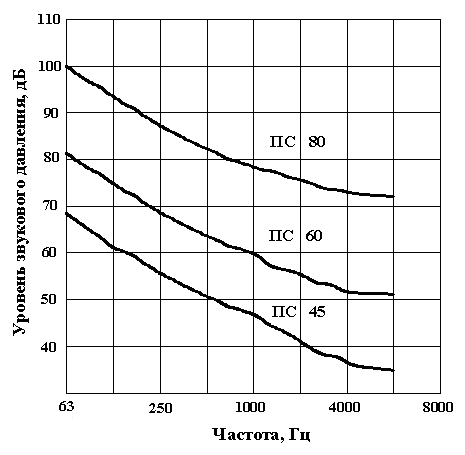 Уровень звукового давления, дБ
110
100
90
80
70
60
50
40
ПС 80
ПС 60
ПС 45
63 250 1000 4000 8000
Частота, Гц